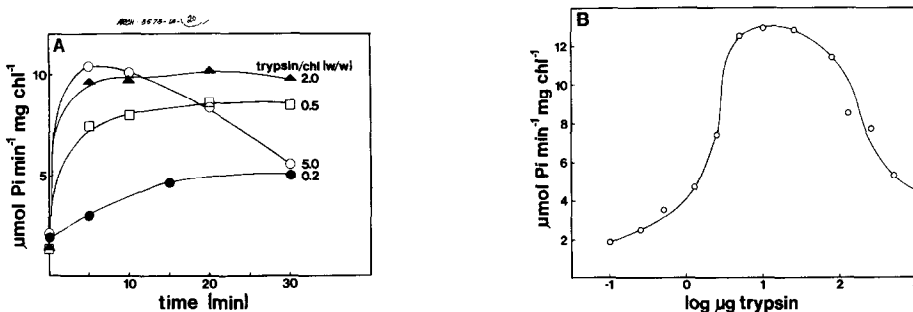 20
A
trypsin/chl (w/w)
2.0
0.5
5.0
0.2
10
5
µmol Pi min⁻¹ mg chl⁻¹
10 20 30
time (min)
B
12
10
8
6
4
2
µmol Pi min⁻¹ mg chl⁻¹
-1 0 1 2
log µg trypsin